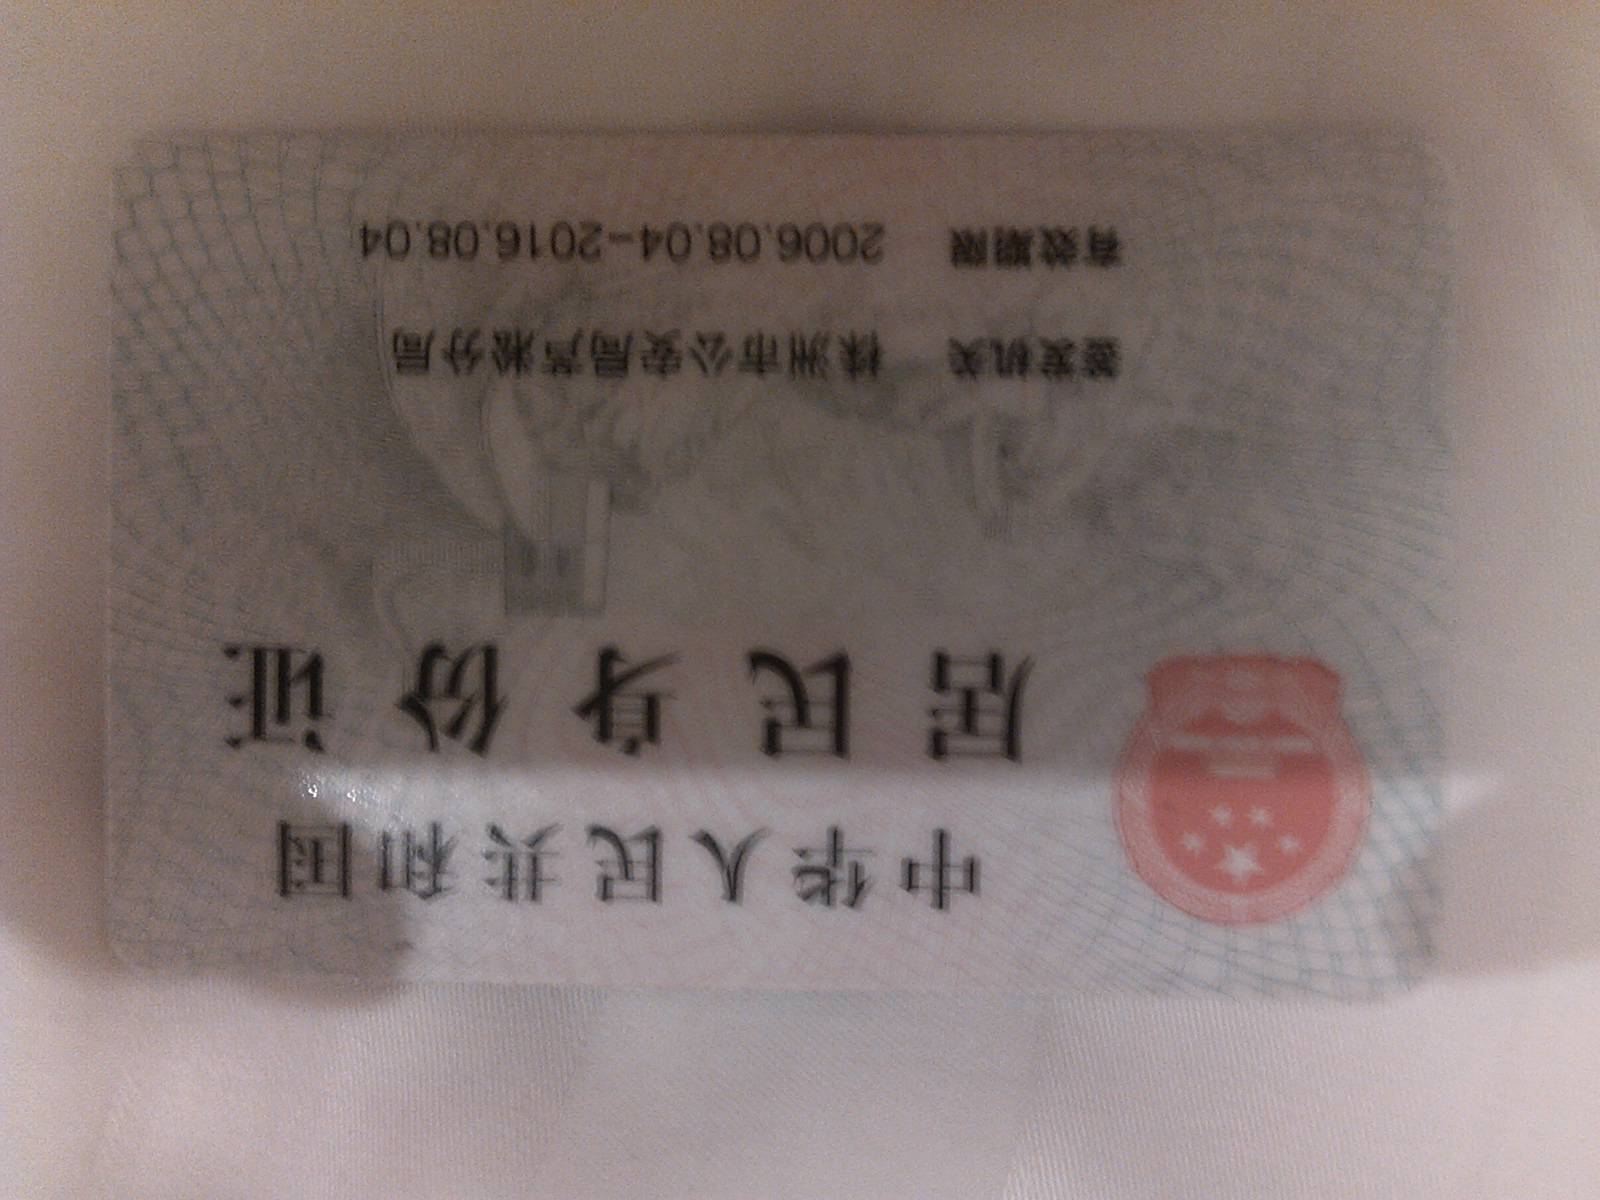 中华人民共和国
居民身份证
签发机关 株洲市公安局芦淞分局
有效期限 2006.08.04-2016.08.04